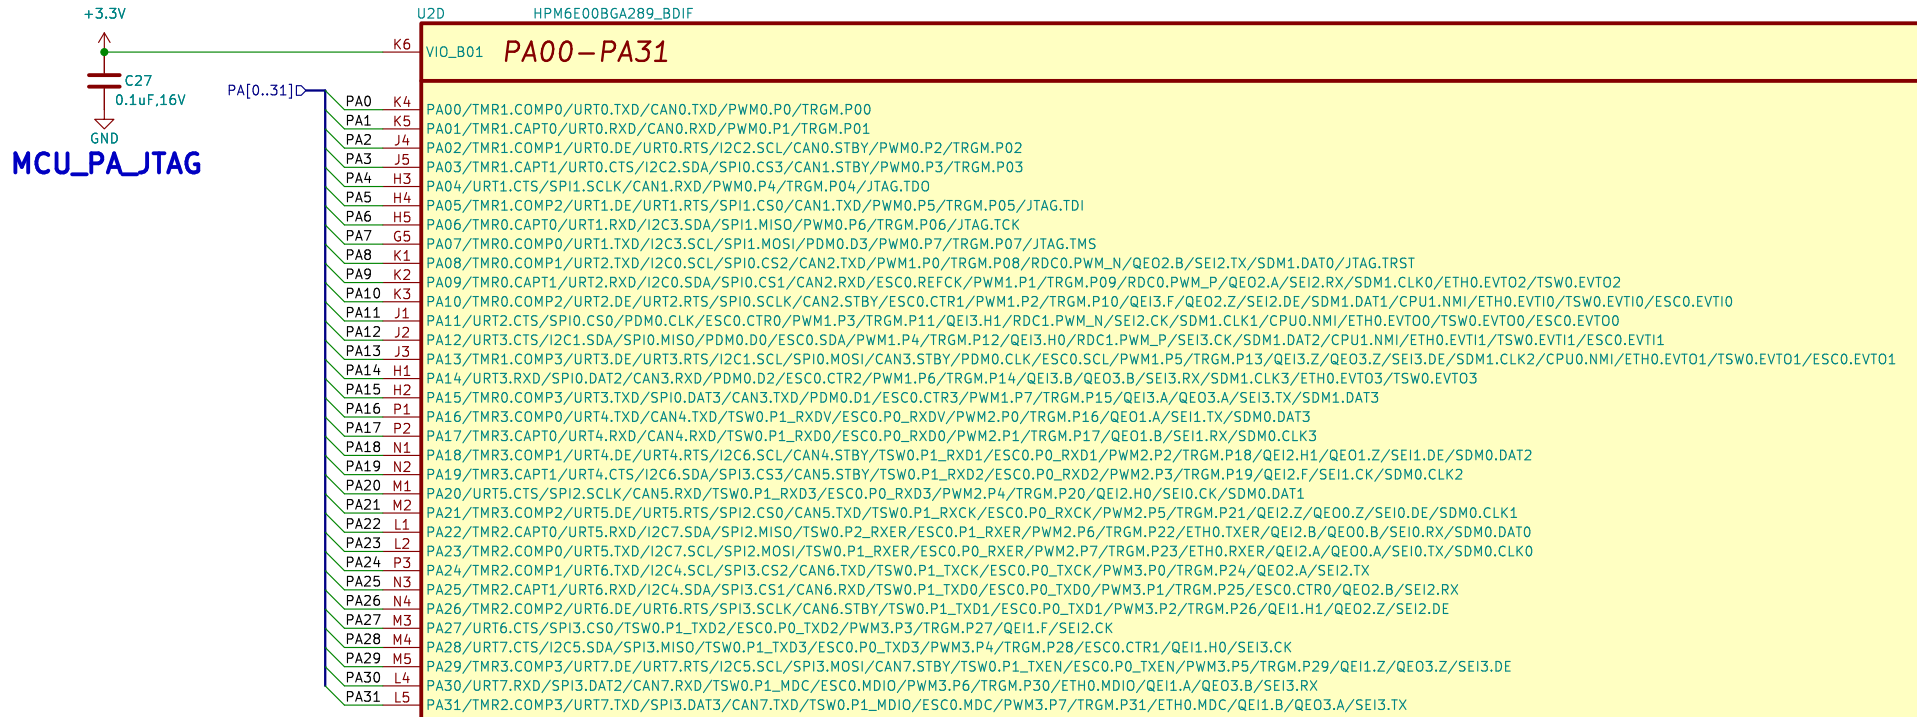 +3.3V
U2D HPM6E00BGA289_BDIF
K6 VIO_B01 PA00-PA31
C27
0.1uF,16V
GND
MCU_PA_JTAG
PA[0..31]
PA0 K4 PA00/TMR1.COMP0/URT0.TXD/CAN0.TXD/PWM0.P0/TRGM.P00
PA1 K5 PA01/TMR1.CAPT0/URT0.RXD/CAN0.RXD/PWM0.P1/TRGM.P01
PA2 J4 PA02/TMR1.COMP1/URT0.DE/URT0.RTS/I2C2.SCL/CAN0.STBY/PWM0.P2/TRGM.P02
PA3 J5 PA03/TMR1.CAPT1/URT0.CTS/I2C2.SDA/SPI0.CS3/CAN1.STBY/PWM0.P3/TRGM.P03
PA4 H3 PA04/URT1.CTS/SPI1.SCLK/CAN1.RXD/PWM0.P4/TRGM.P04/JTAG.TDO
PA5 H4 PA05/TMR1.COMP2/URT1.DE/URT1.RTS/SPI1.CS0/CAN1.TXD/PWM0.P5/TRGM.P05/JTAG.TDI
PA6 H5 PA06/TMR0.CAPT0/URT1.RXD/I2C3.SDA/SPI1.MISO/PWM0.P6/TRGM.P06/JTAG.TCK
PA7 G5 PA07/TMR0.COMP0/URT1.TXD/I2C3.SCL/SPI1.MOSI/PDM0.D3/PWM0.P7/TRGM.P07/JTAG.TMS
PA8 K1 PA08/TMR0.COMP1/URT2.TXD/I2C0.SCL/SPI0.CS2/CAN2.TXD/PWM1.P0/TRGM.P08/RDC0.PWM_N/QEO2.B/SEI2.TX/SDM1.DAT0/JTAG.TRST
PA9 K2 PA09/TMR0.CAPT1/URT2.RXD/I2C0.SDA/SPI0.CS1/CAN2.RXD/ESC0.REFCK/PWM1.P1/TRGM.P09/RDC0.PWM_P/QEO2.A/SEI2.RX/SDM1.CLK0/ETH0.EVTO2/TSW0.EVTO2
PA10 K3 PA10/TMR0.COMP2/URT2.DE/URT2.RTS/SPI0.SCLK/CAN2.STBY/ESC0.CTR1/PWM1.P2/TRGM.P10/QEI3.F/QEO2.Z/SEI2.DE/SDM1.DAT1/CPU1.NMI/ETH0.EVTI0/TSW0.EVTI0/ESC0.EVTI0
PA11 J1 PA11/URT2.CTS/SPI0.CS0/PDM0.CLK/ESC0.CTR0/PWM1.P3/TRGM.P11/QEI3.H1/RDC1.PWM_N/SEI2.CK/SDM1.CLK1/CPU0.NMI/ETH0.EVTO0/TSW0.EVTO0/ESC0.EVTO0
PA12 J2 PA12/URT3.CTS/I2C1.SDA/SPI0.MISO/PDM0.D0/ESC0.SDA/PWM1.P4/TRGM.P12/QEI3.H0/RDC1.PWM_P/SEI3.CK/SDM1.DAT2/CPU1.NMI/ETH0.EVTI1/TSW0.EVTI1/ESC0.EVTI1
PA13 J3 PA13/TMR1.COMP3/URT3.DE/URT3.RTS/I2C1.SCL/SPI0.MOSI/CAN3.STBY/PDM0.CLK/ESC0.SCL/PWM1.P5/TRGM.P13/QEI3.Z/QEO3.Z/SEI3.DE/SDM1.CLK2/CPU0.NMI/ETH0.EVTO1/TSW0.EVTO1/ESC0.EVTO1
PA14 H1 PA14/URT3.RXD/SPI0.DAT2/CAN3.RXD/PDM0.D2/ESC0.CTR2/PWM1.P6/TRGM.P14/QEI3.B/QEO3.B/SEI3.RX/SDM1.CLK3/ETH0.EVTO3/TSW0.EVTO3
PA15 H2 PA15/TMR0.COMP3/URT3.TXD/SPI0.DAT3/CAN3.TXD/PDM0.D1/ESC0.CTR3/PWM1.P7/TRGM.P15/QEI3.A/QEO3.A/SEI3.TX/SDM1.DAT3
PA16 P1 PA16/TMR3.COMP0/URT4.TXD/CAN4.TXD/TSW0.P1_RXDV/ESC0.P0_RXDV/PWM2.P0/TRGM.P16/QEO1.A/SEI1.TX/SDM0.DAT3
PA17 P2 PA17/TMR3.CAPT0/URT4.RXD/CAN4.RXD/TSW0.P1_RXD0/ESC0.P0_RXD0/PWM2.P1/TRGM.P17/QEO1.B/SEI1.RX/SDM0.CLK3
PA18 N1 PA18/TMR3.COMP1/URT4.DE/URT4.RTS/I2C6.SCL/CAN4.STBY/TSW0.P1_RXD1/ESC0.P0_RXD1/PWM2.P2/TRGM.P18/QEI2.H1/QEO1.Z/SEI1.DE/SDM0.DAT2
PA19 N2 PA19/TMR3.CAPT1/URT4.CTS/I2C6.SDA/SPI3.CS3/CAN5.STBY/TSW0.P1_RXD2/ESC0.P0_RXD2/PWM2.P3/TRGM.P19/QEI2.F/SEI1.CK/SDM0.CLK2
PA20 M1 PA20/URT5.CTS/SPI2.SCLK/CAN5.RXD/TSW0.P1_RXD3/ESC0.P0_RXD3/PWM2.P4/TRGM.P20/QEI2.H0/SEI0.CK/SDM0.DAT1
PA21 M2 PA21/TMR3.COMP2/URT5.DE/URT5.RTS/SPI2.CS0/CAN5.TXD/TSW0.P1_RXCK/ESC0.P0_RXCK/PWM2.P5/TRGM.P21/QEI2.Z/QEO0.Z/SEI0.DE/SDM0.CLK1
PA22 L1 PA22/TMR2.CAPT0/URT5.RXD/I2C7.SDA/SPI2.MISO/TSW0.P2_RXER/ESC0.P1_RXER/PWM2.P6/TRGM.P22/ETH0.TXER/QEI2.B/QEO0.B/SEI0.RX/SDM0.DAT0
PA23 L2 PA23/TMR2.COMP0/URT5.TXD/I2C7.SCL/SPI2.MOSI/TSW0.P1_RXER/ESC0.P0_RXER/PWM2.P7/TRGM.P23/ETH0.RXER/QEI2.A/QEO0.A/SEI0.TX/SDM0.CLK0
PA24 P3 PA24/TMR2.COMP1/URT6.TXD/I2C4.SCL/SPI3.CS2/CAN6.TXD/TSW0.P1_TXCK/ESC0.P0_TXCK/PWM3.P0/TRGM.P24/QEO2.A/SEI2.TX
PA25 N3 PA25/TMR2.CAPT1/URT6.RXD/I2C4.SDA/SPI3.CS1/CAN6.RXD/TSW0.P1_TXD0/ESC0.P0_TXD0/PWM3.P1/TRGM.P25/ESC0.CTR0/QEO2.B/SEI2.RX
PA26 N4 PA26/TMR2.COMP2/URT6.DE/URT6.RTS/SPI3.SCLK/CAN6.STBY/TSW0.P1_TXD1/ESC0.P0_TXD1/PWM3.P2/TRGM.P26/QEI1.H1/QEO2.Z/SEI2.DE
PA27 M3 PA27/URT6.CTS/SPI3.CS0/TSW0.P1_TXD2/ESC0.P0_TXD2/PWM3.P3/TRGM.P27/QEI1.F/SEI2.CK
PA28 M4 PA28/URT7.CTS/I2C5.SDA/SPI3.MISO/TSW0.P1_TXD3/ESC0.P0_TXD3/PWM3.P4/TRGM.P28/ESC0.CTR1/QEI1.H0/SEI3.CK
PA29 M5 PA29/TMR3.COMP3/URT7.DE/URT7.RTS/I2C5.SCL/SPI3.MOSI/CAN7.STBY/TSW0.P1_TXEN/ESC0.P0_TXEN/PWM3.P5/TRGM.P29/QEI1.Z/QEO3.Z/SEI3.DE
PA30 L4 PA30/URT7.RXD/SPI3.DAT2/CAN7.RXD/TSW0.P1_MDC/ESC0.MDIO/PWM3.P6/TRGM.P30/ETH0.MDIO/QEI1.A/QEO3.B/SEI3.RX
PA31 L5 PA31/TMR2.COMP3/URT7.TXD/SPI3.DAT3/CAN7.TXD/TSW0.P1_MDIO/ESC0.MDC/PWM3.P7/TRGM.P31/ETH0.MDC/QEI1.B/QEO3.A/SEI3.TX